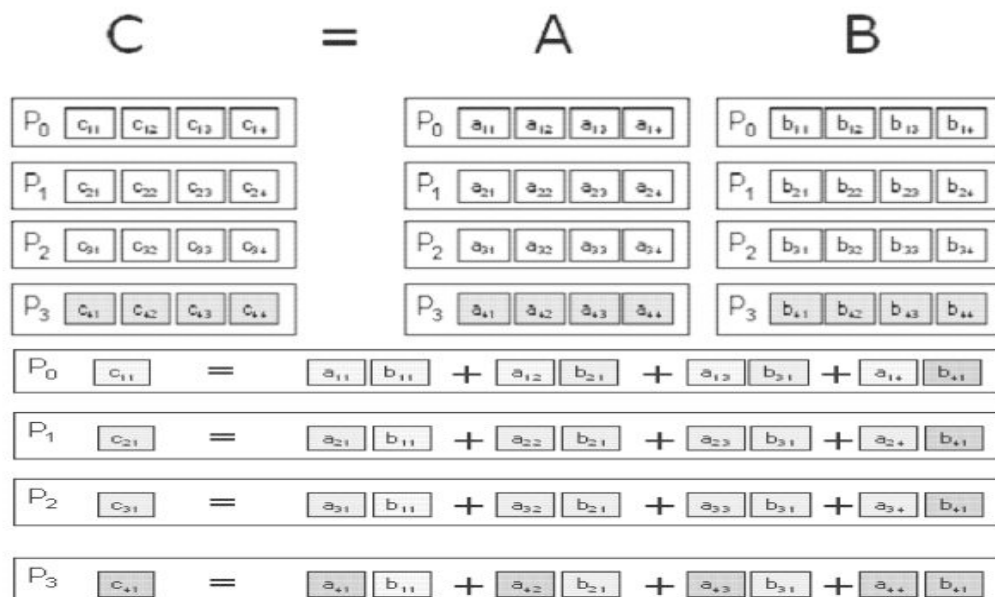 C = A B
P0 c11 c12 c13 c14 P0 a11 a12 a13 a14 P0 b11 b12 b13 b14
P1 c21 c22 c23 c24 P1 a21 a22 a23 a24 P1 b21 b22 b23 b24
P2 c31 c32 c33 c34 P2 a31 a32 a33 a34 P2 b31 b32 b33 b34
P3 c41 c42 c43 c44 P3 a41 a42 a43 a44 P3 b41 b42 b43 b44
P0 c11 = a11 b11 + a12 b21 + a13 b31 + a14 b41
P1 c21 = a21 b11 + a22 b21 + a23 b31 + a24 b41
P2 c31 = a31 b11 + a32 b21 + a33 b31 + a34 b41
P3 c41 = a41 b11 + a42 b21 + a43 b31 + a44 b41